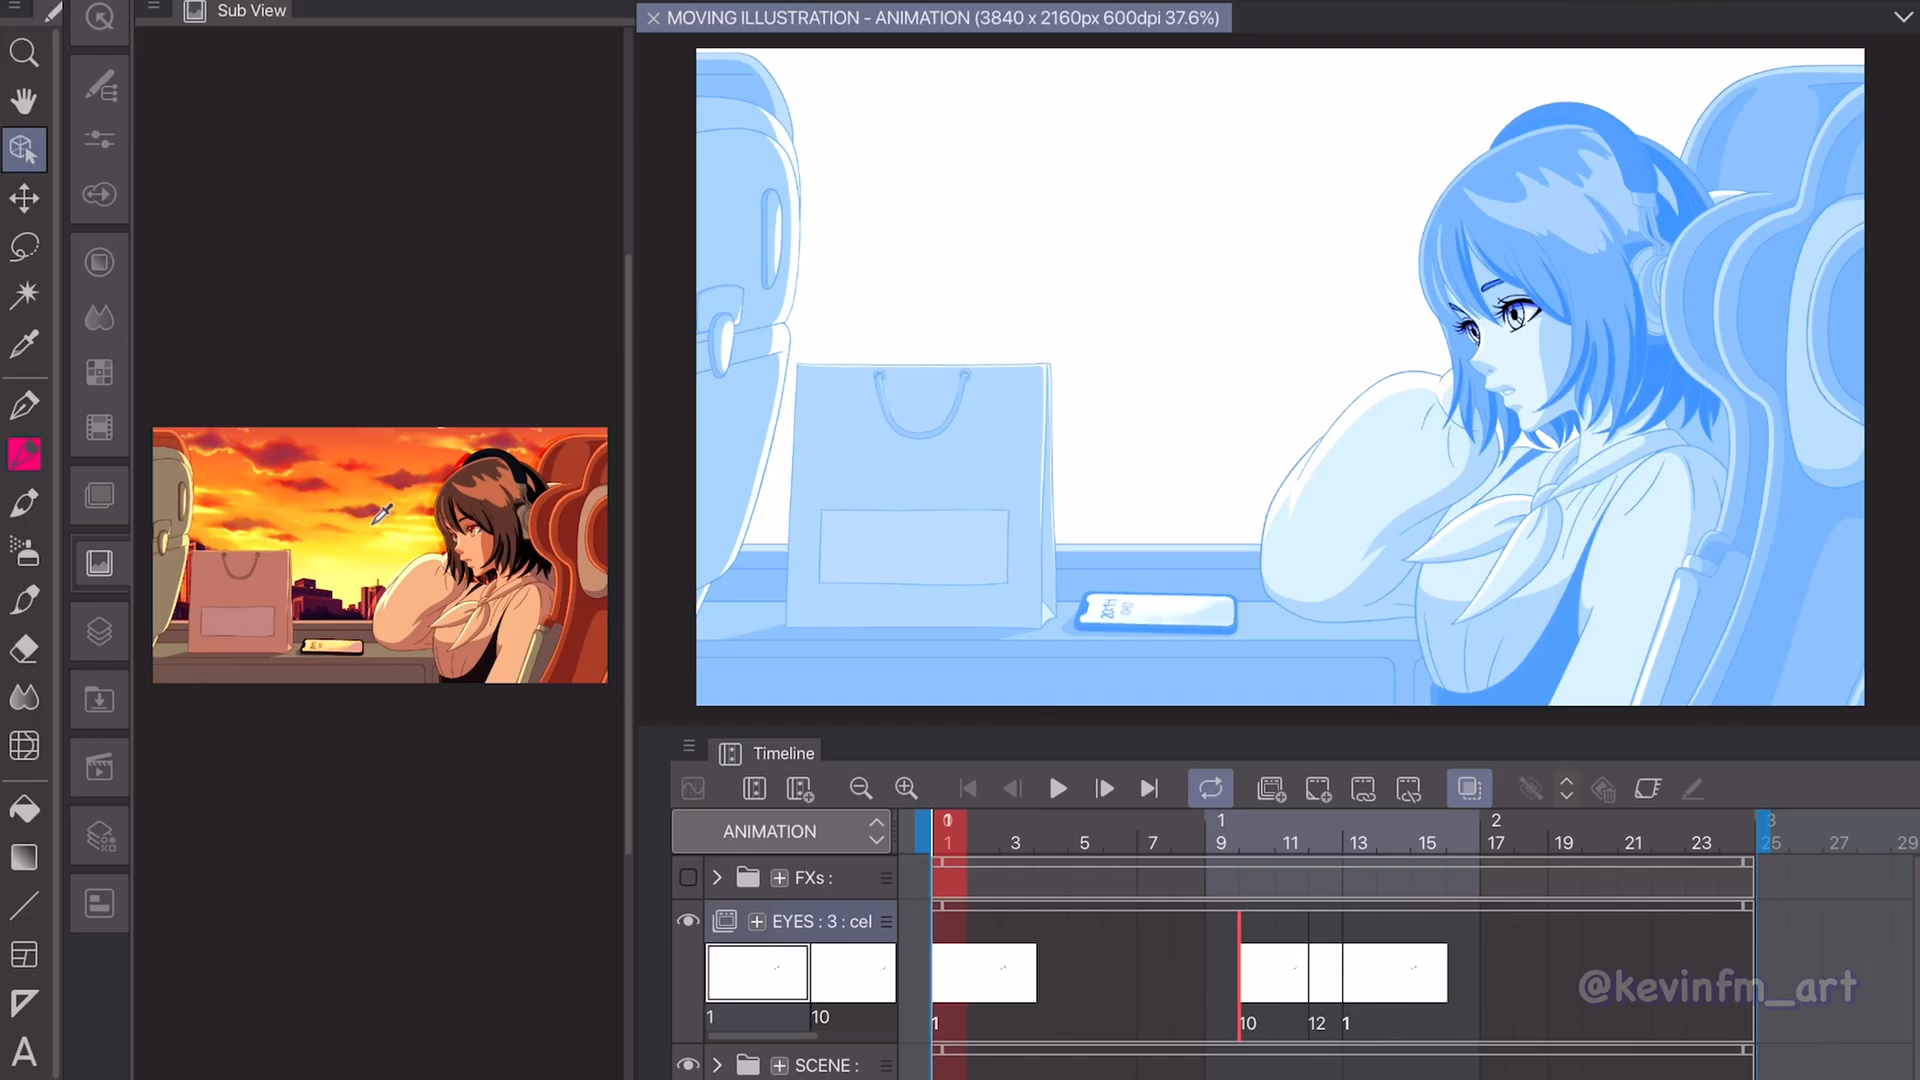 Sub View
MOVING ILLUSTRATION - ANIMATION (3840 x 2160px 600dpi 37.6%)
Timeline
ANIMATION
0 1 2 3
1 3 5 7 9 11 13 15 17 19 21 23 25 27 29
FXs :
EYES : 3 : cel
1 10
1 10 12 1
SCENE :
@kevinfm_art